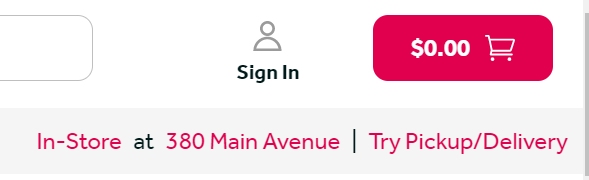 $0.00
Sign In
In-Store at 380 Main Avenue | Try Pickup/Delivery